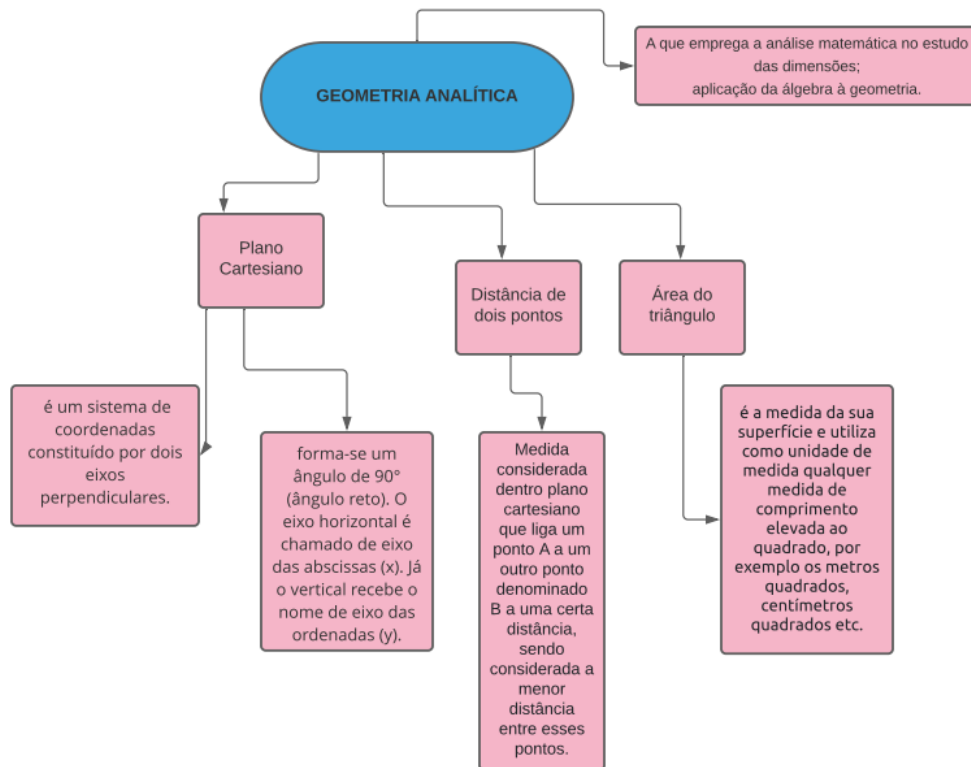 GEOMETRIA ANALÍTICA
A que emprega a análise matemática no estudo
das dimensões;
aplicação da álgebra à geometria.
Plano
Cartesiano
Distância de
dois pontos
Área do
triângulo
é um sistema de
coordenadas
constituído por dois
eixos
perpendiculares.
forma-se um
ângulo de 90°
(ângulo reto). O
eixo horizontal é
chamado de eixo
das abscissas (x). Já
o vertical recebe o
nome de eixo das
ordenadas (y).
Medida
considerada
dentro plano
cartesiano
que liga um
ponto A a um
outro ponto
denominado
B a uma certa
distância,
sendo
considerada a
menor
distância
entre esses
pontos.
é a medida da sua
superfície e utiliza
como unidade de
medida qualquer
medida de
comprimento
elevada ao
quadrado, por
exemplo os metros
quadrados,
centímetros
quadrados etc.